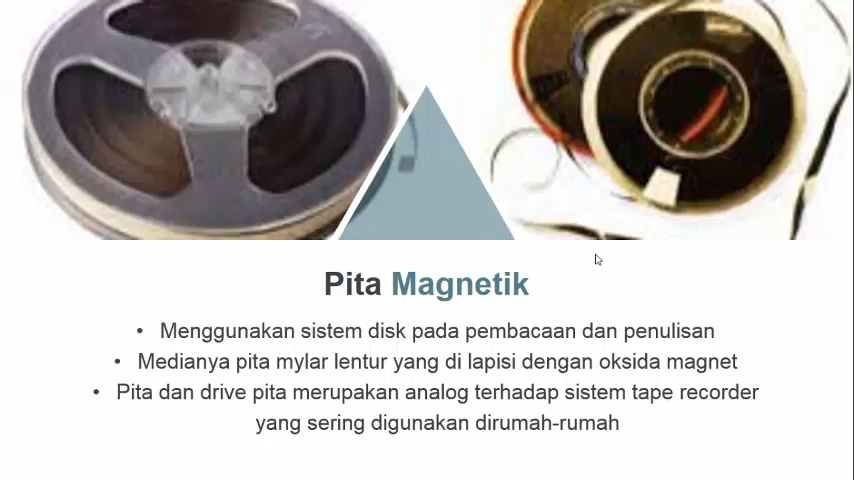 Pita Magnetik
• Menggunakan sistem disk pada pembacaan dan penulisan
• Medianya pita mylar lentur yang di lapisi dengan oksida magnet
• Pita dan drive pita merupakan analog terhadap sistem tape recorder
yang sering digunakan dirumah-rumah